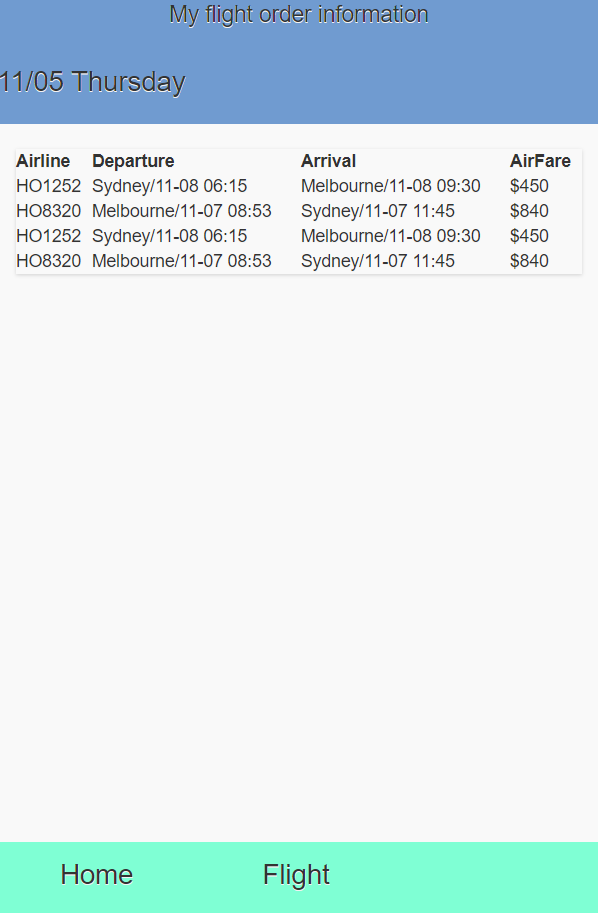 My flight order information
11/05 Thursday
Airline Departure Arrival AirFare
HO1252 Sydney/11-08 06:15 Melbourne/11-08 09:30 $450
HO8320 Melbourne/11-07 08:53 Sydney/11-07 11:45 $840
HO1252 Sydney/11-08 06:15 Melbourne/11-08 09:30 $450
HO8320 Melbourne/11-07 08:53 Sydney/11-07 11:45 $840
Home Flight